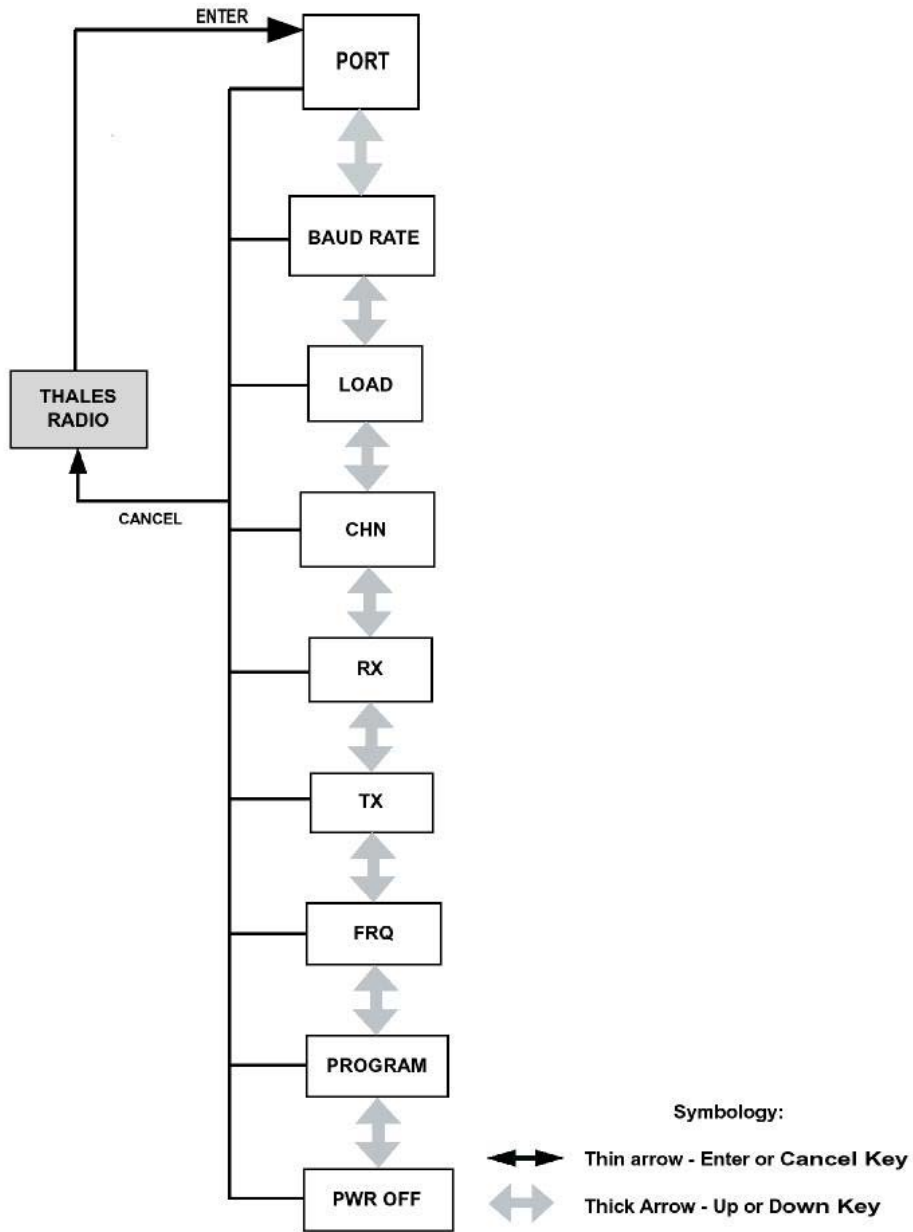 ENTER
PORT
BAUD RATE
LOAD
THALES
RADIO
CANCEL
CHN
RX
TX
FRQ
PROGRAM
PWR OFF
Symbology:
Thin arrow - Enter or Cancel Key
Thick Arrow - Up or Down Key